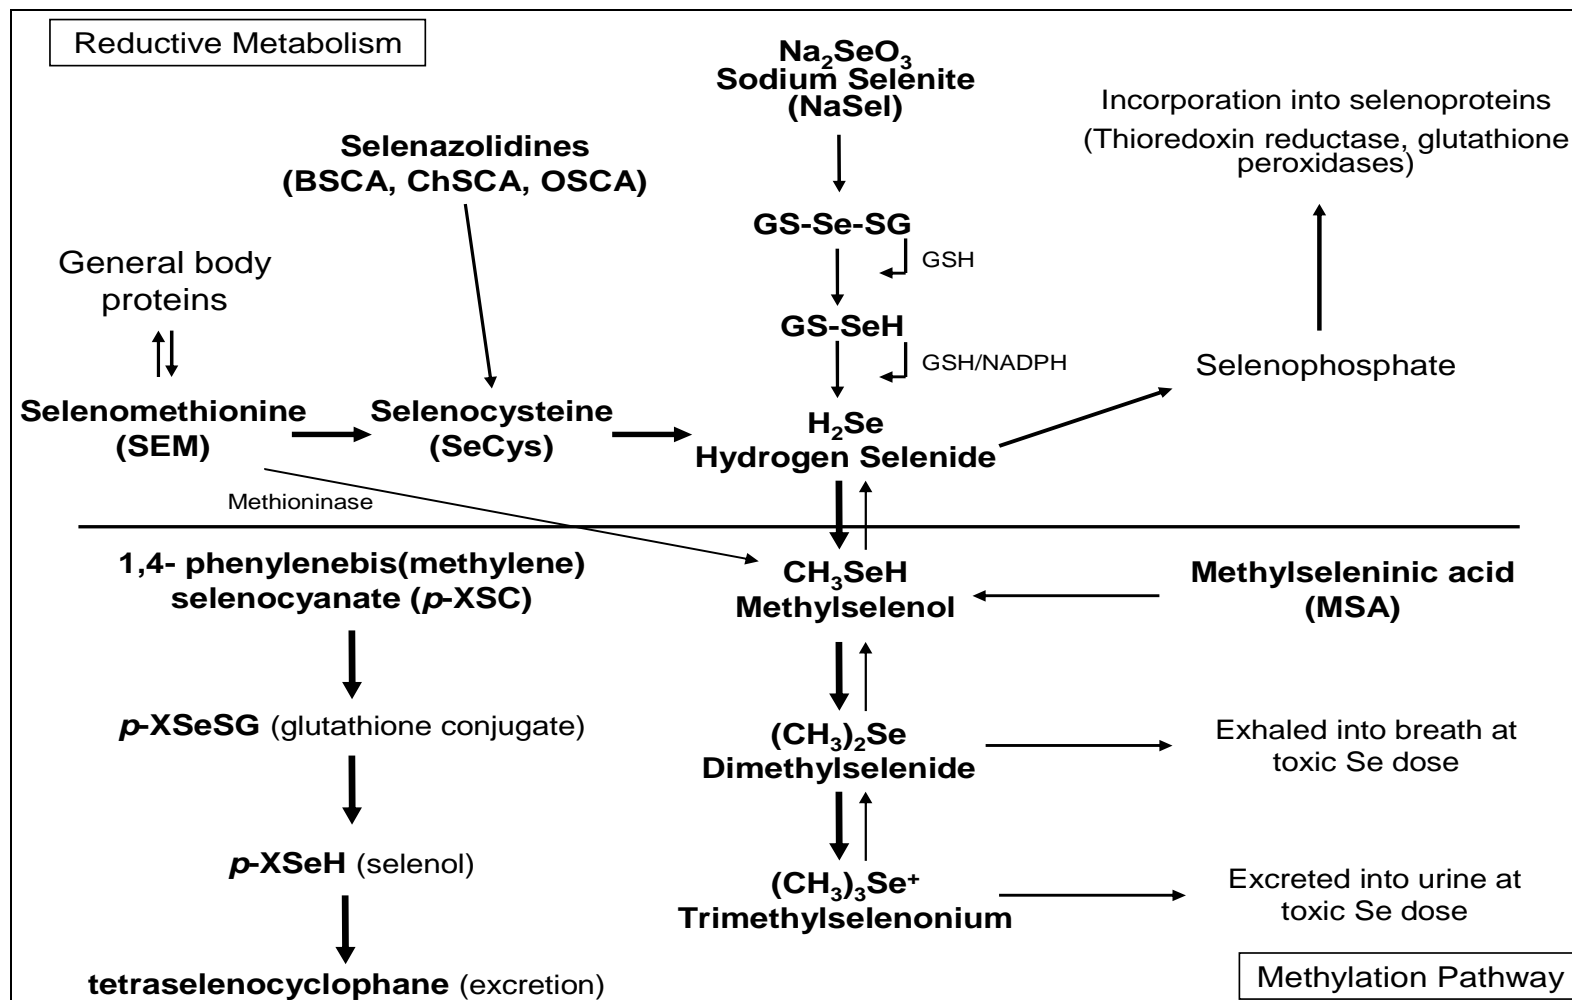 Reductive Metabolism
Na₂SeO₃
Sodium Selenite
(NaSel)
Incorporation into selenoproteins
(Thioredoxin reductase, glutathione
peroxidases)
Selenazolidines
(BSCA, ChSCA, OSCA)
GS-Se-SG
GSH
General body
proteins
GS-SeH
GSH/NADPH
Selenophosphate
Selenomethionine
(SEM)
Selenocysteine
(SeCys)
H₂Se
Hydrogen Selenide
Methioninase
1,4- phenylenebis(methylene)
selenocyanate (p-XSC)
CH₃SeH
Methylselenol
Methylseleninic acid
(MSA)
p-XSeSG (glutathione conjugate)
(CH₃)₂Se
Dimethylselenide
Exhaled into breath at
toxic Se dose
p-XSeH (selenol)
(CH₃)₃Se⁺
Trimethylselenonium
Excreted into urine at
toxic Se dose
tetraselenocyclophane (excretion)
Methylation Pathway